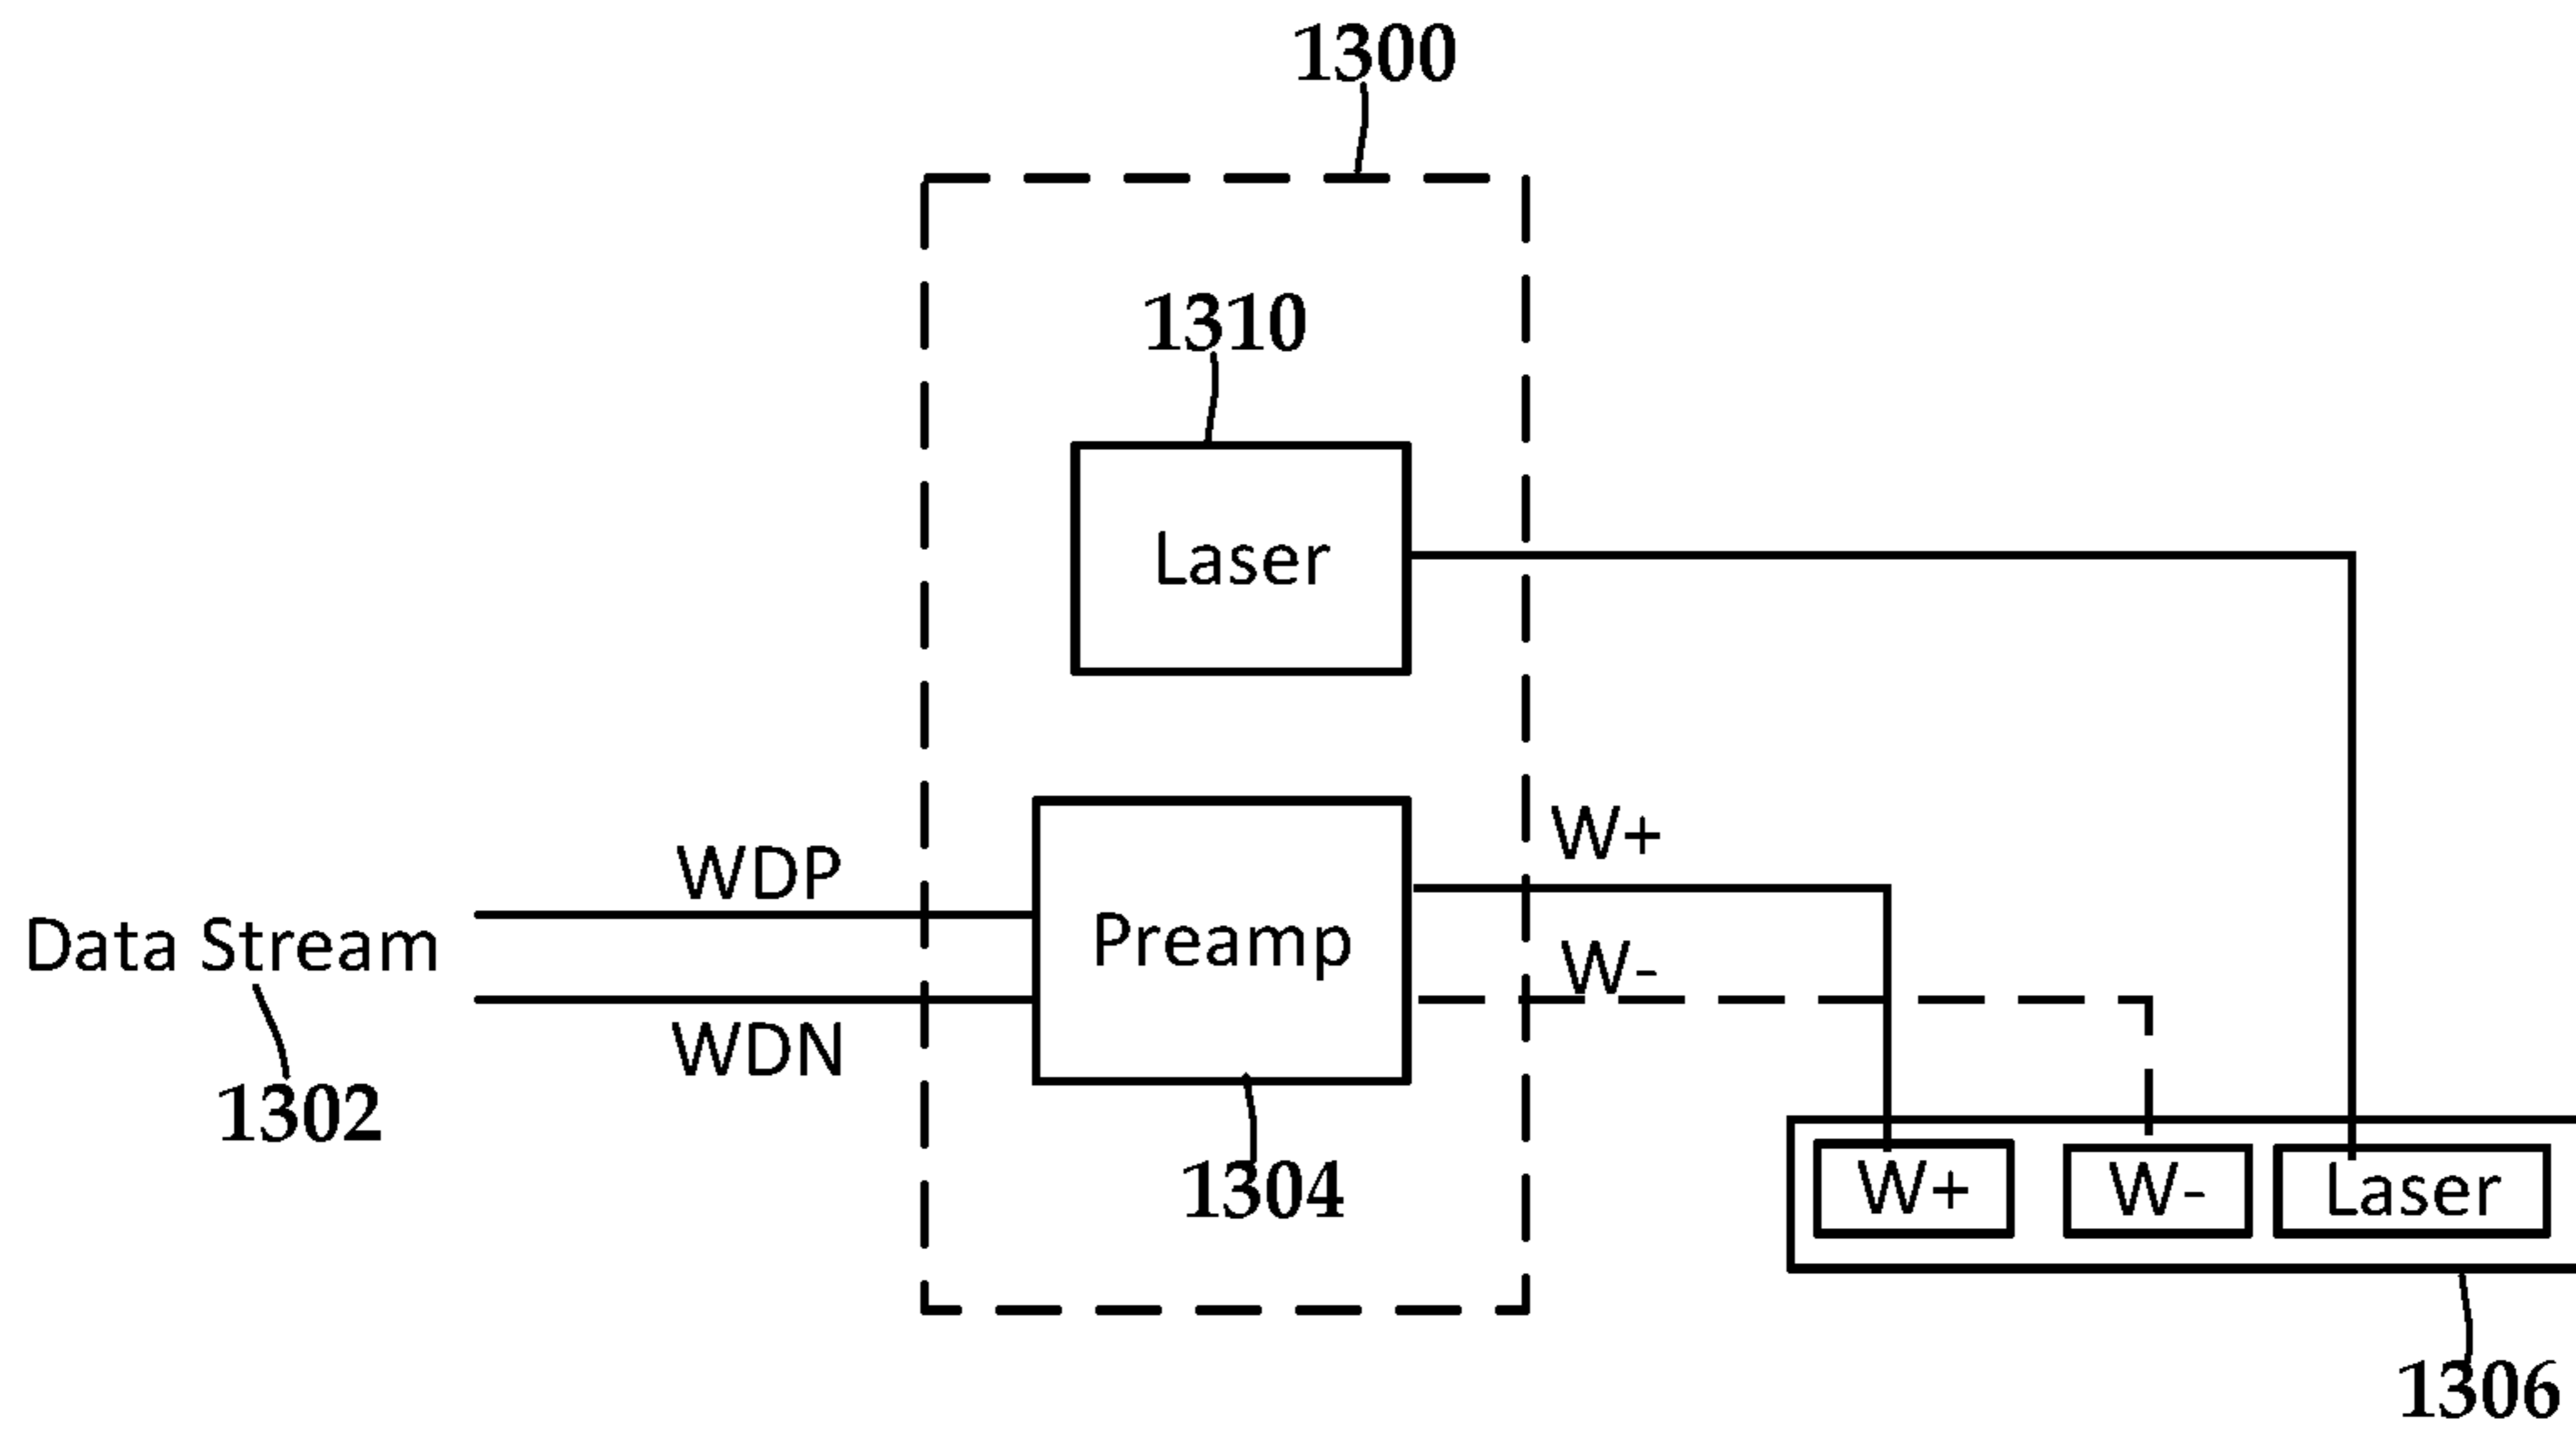 1300
1310
Laser
W+
WDP
Preamp
Data Stream
W-
WDN
1302
1304
W+ W- Laser
1306